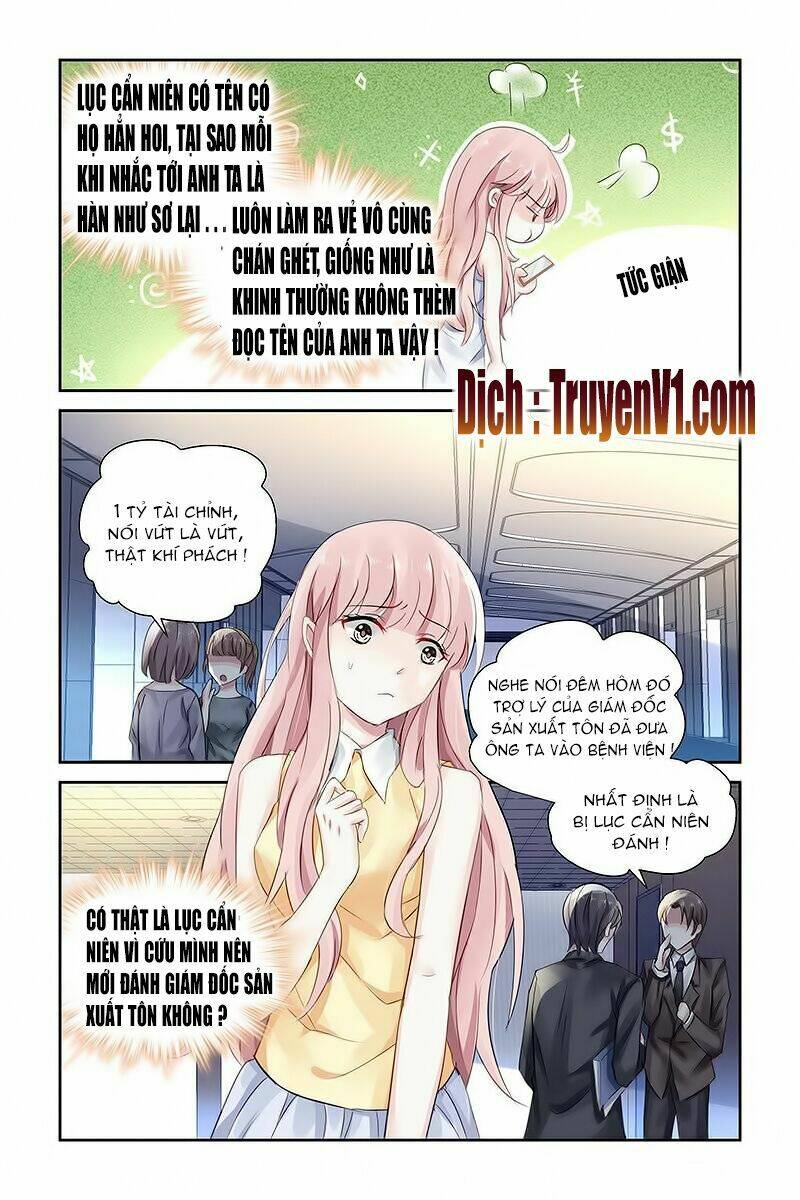 LỤC CẨN NIÊN CÓ TÊN CÓ
HỌ HẲN HOI, TẠI SAO MỖI
KHI NHẮC TỚI ANH TA LÀ
HÀN NHƯ SƠ LẠI . . .
LUÔN LÀM RA VẺ VÔ CÙNG
CHÁN GHÉT, GIỐNG NHƯ LÀ
KHINH THƯỜNG KHÔNG THÈM
ĐỌC TÊN CỦA ANH TA VẬY !
¥
$
TỨC GIẬN
Dịch : TruyenV1.com
1 TỶ TÀI CHỈNH,
NÓI VỨT LÀ VỨT,
THẬT KHÍ PHÁCH !
NGHE NÓI ĐÊM HÔM ĐÓ
TRỢ LÝ CỦA GIÁM ĐỐC
SẢN XUẤT TÔN ĐÃ ĐƯA
ÔNG TA VÀO BỆNH VIỆN !
NHẤT ĐỊNH LÀ
BỊ LỤC CẨN NIÊN
ĐÁNH !
CÓ THẬT LÀ LỤC CẨN
NIÊN VÌ CỨU MÌNH NÊN
MỚI ĐÁNH GIÁM ĐỐC SẢN
XUẤT TÔN KHÔNG ?